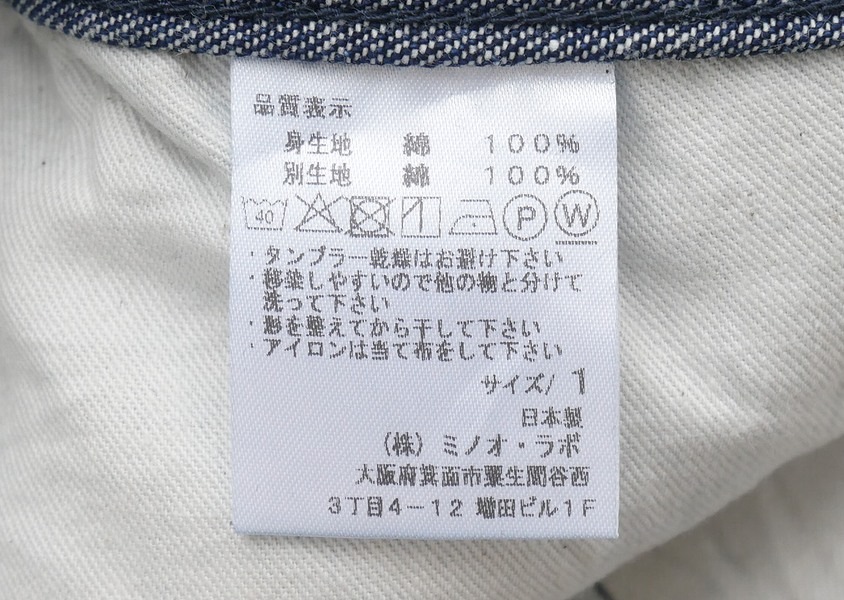 品質表示
身生地 綿 100%
別生地 綿 100%
40 P W
・タンブラー乾燥はお避け下さい
・移染しやすいので他の物と分けて
洗って下さい
・形を整えてから干して下さい
・アイロンは当て布をして下さい
サイズ/ 1
日本製
(株)ミノオ・ラボ
大阪府箕面市粟生間谷西
3丁目4-12 増田ビル1F